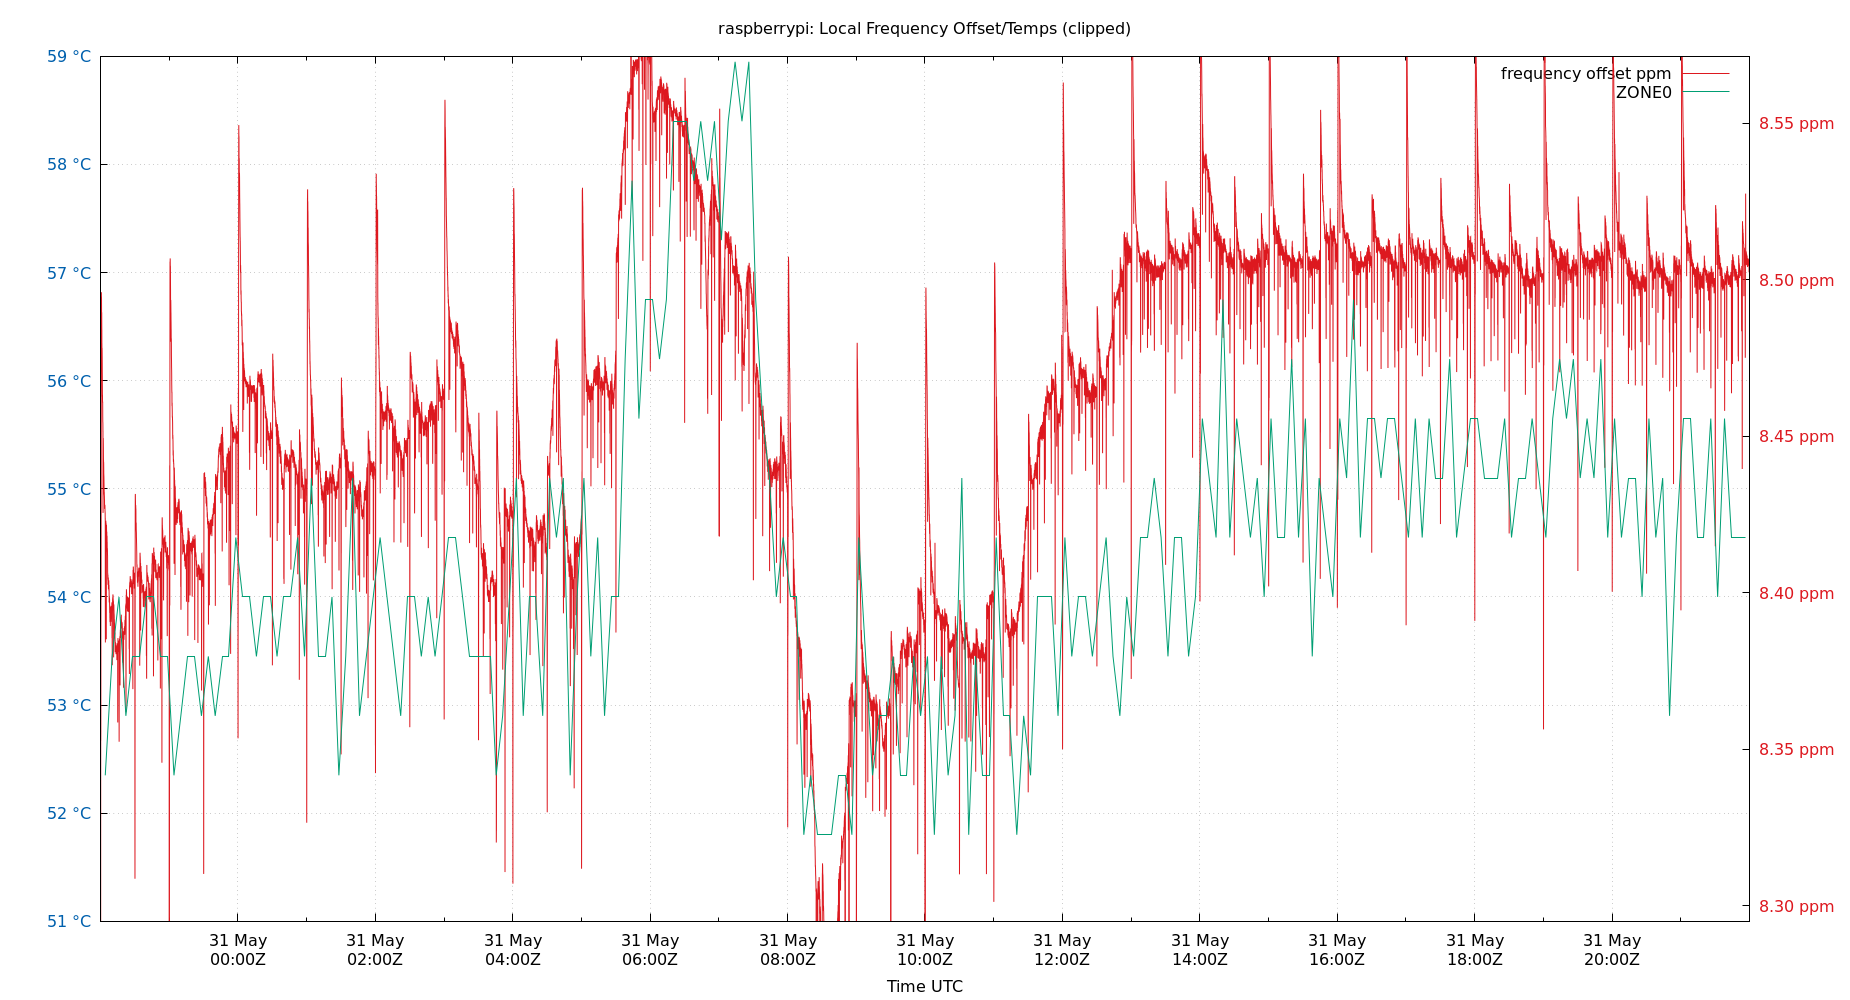 raspberrypi: Local Frequency Offset/Temps (clipped)
59 °C
58 °C
57 °C
56 °C
55 °C
54 °C
53 °C
52 °C
51 °C
frequency offset ppm
ZONE0
8.55 ppm
8.50 ppm
8.45 ppm
8.40 ppm
8.35 ppm
8.30 ppm
31 May
00:00Z
31 May
02:00Z
31 May
04:00Z
31 May
06:00Z
31 May
08:00Z
31 May
10:00Z
31 May
12:00Z
31 May
14:00Z
31 May
16:00Z
31 May
18:00Z
31 May
20:00Z
Time UTC